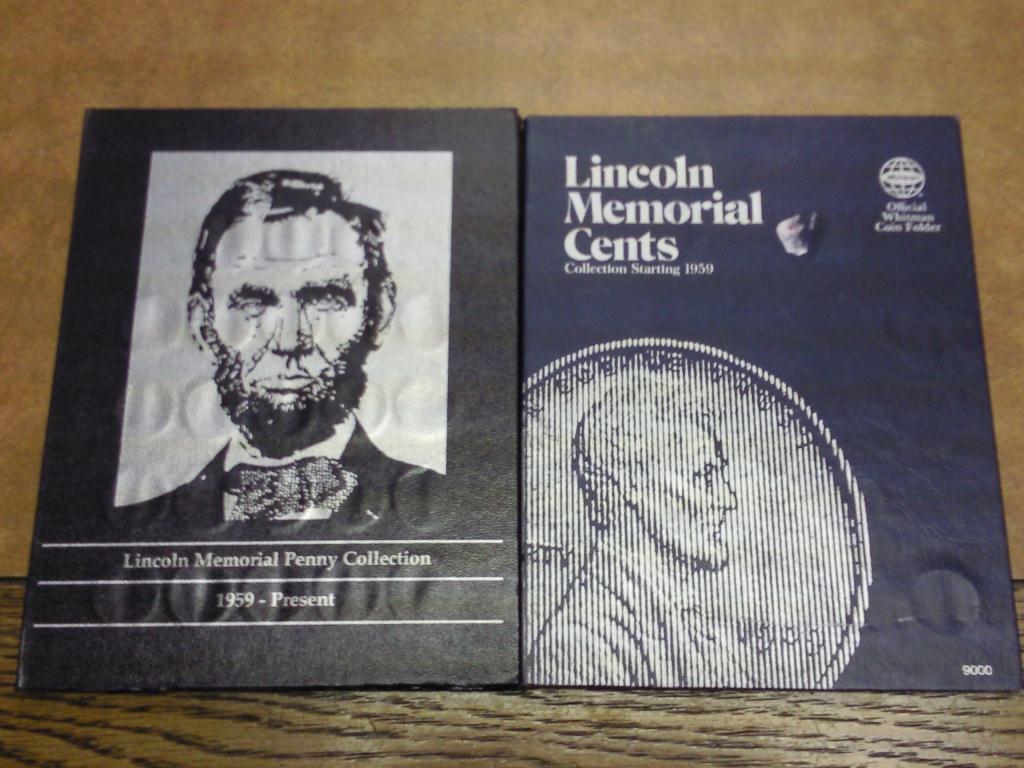 Lincoln Memorial Penny Collection
1959 - Present
Lincoln
Memorial
Cents
Collection Starting 1959
Official
Whitman
Coin Folder
9000